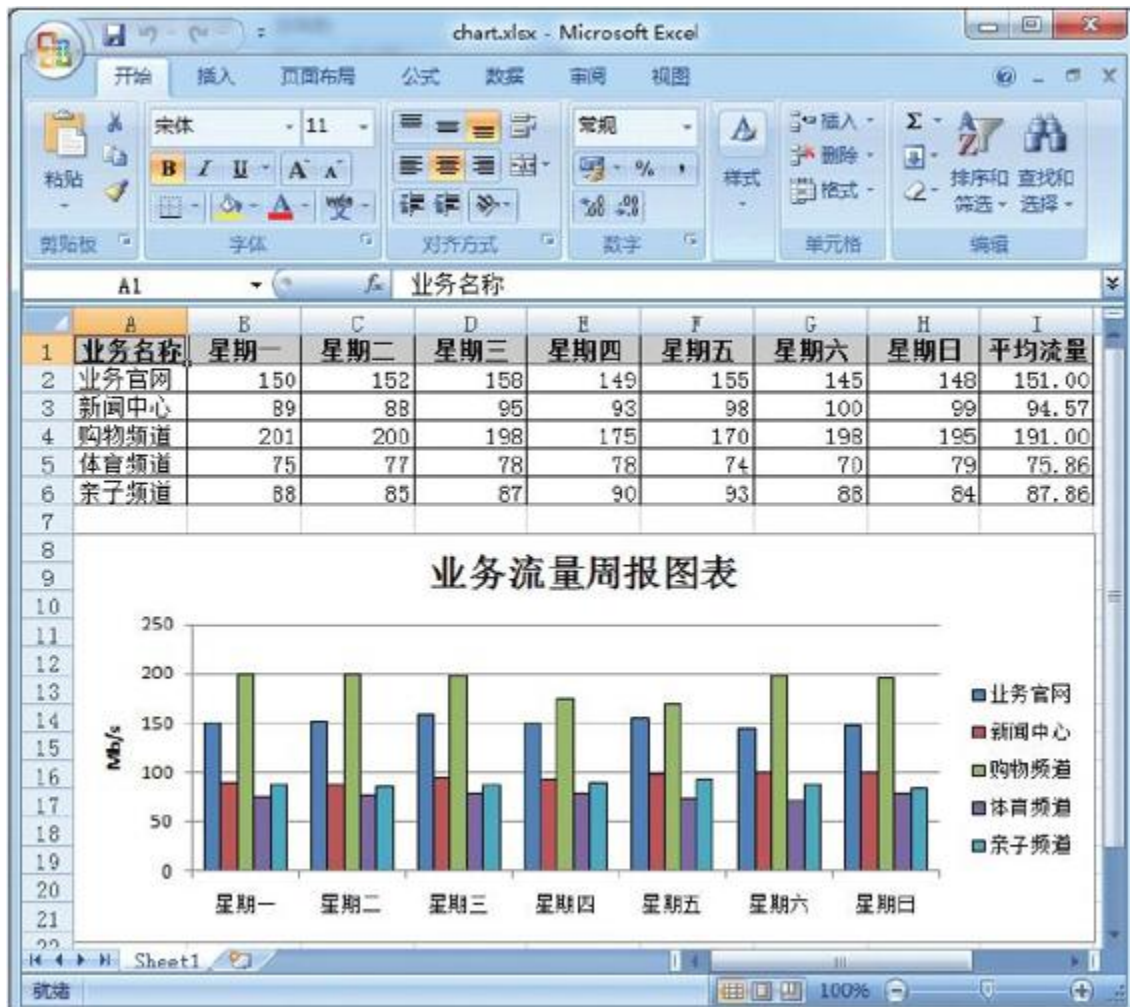 chart.xlsx - Microsoft Excel
开始 插入 页面布局 公式 数据 审阅 视图
宋体 11 常规
插入 Σ
B I U A A % ,
粘贴 样式 删除 排序和 查找和
格式 筛选 选择
剪贴板 字体 对齐方式 数字 单元格 编辑
A1 fx 业务名称
A B C D E F G H I
1 业务名称 星期一 星期二 星期三 星期四 星期五 星期六 星期日 平均流量
2 业务官网 150 152 158 149 155 145 148 151.00
3 新闻中心 89 88 95 93 98 100 99 94.57
4 购物频道 201 200 198 175 170 198 195 191.00
5 体育频道 75 77 78 78 74 70 79 75.86
6 亲子频道 88 85 87 90 93 88 84 87.86
7
8
业务流量周报图表
9
10
250
11
12
200
13
业务官网
14
150
新闻中心
15
Mb/s
购物频道
16
100
17
体育频道
50
18
亲子频道
19
0
20
星期一 星期二 星期三 星期四 星期五 星期六 星期日
21
22
Sheet1
就绪 100%